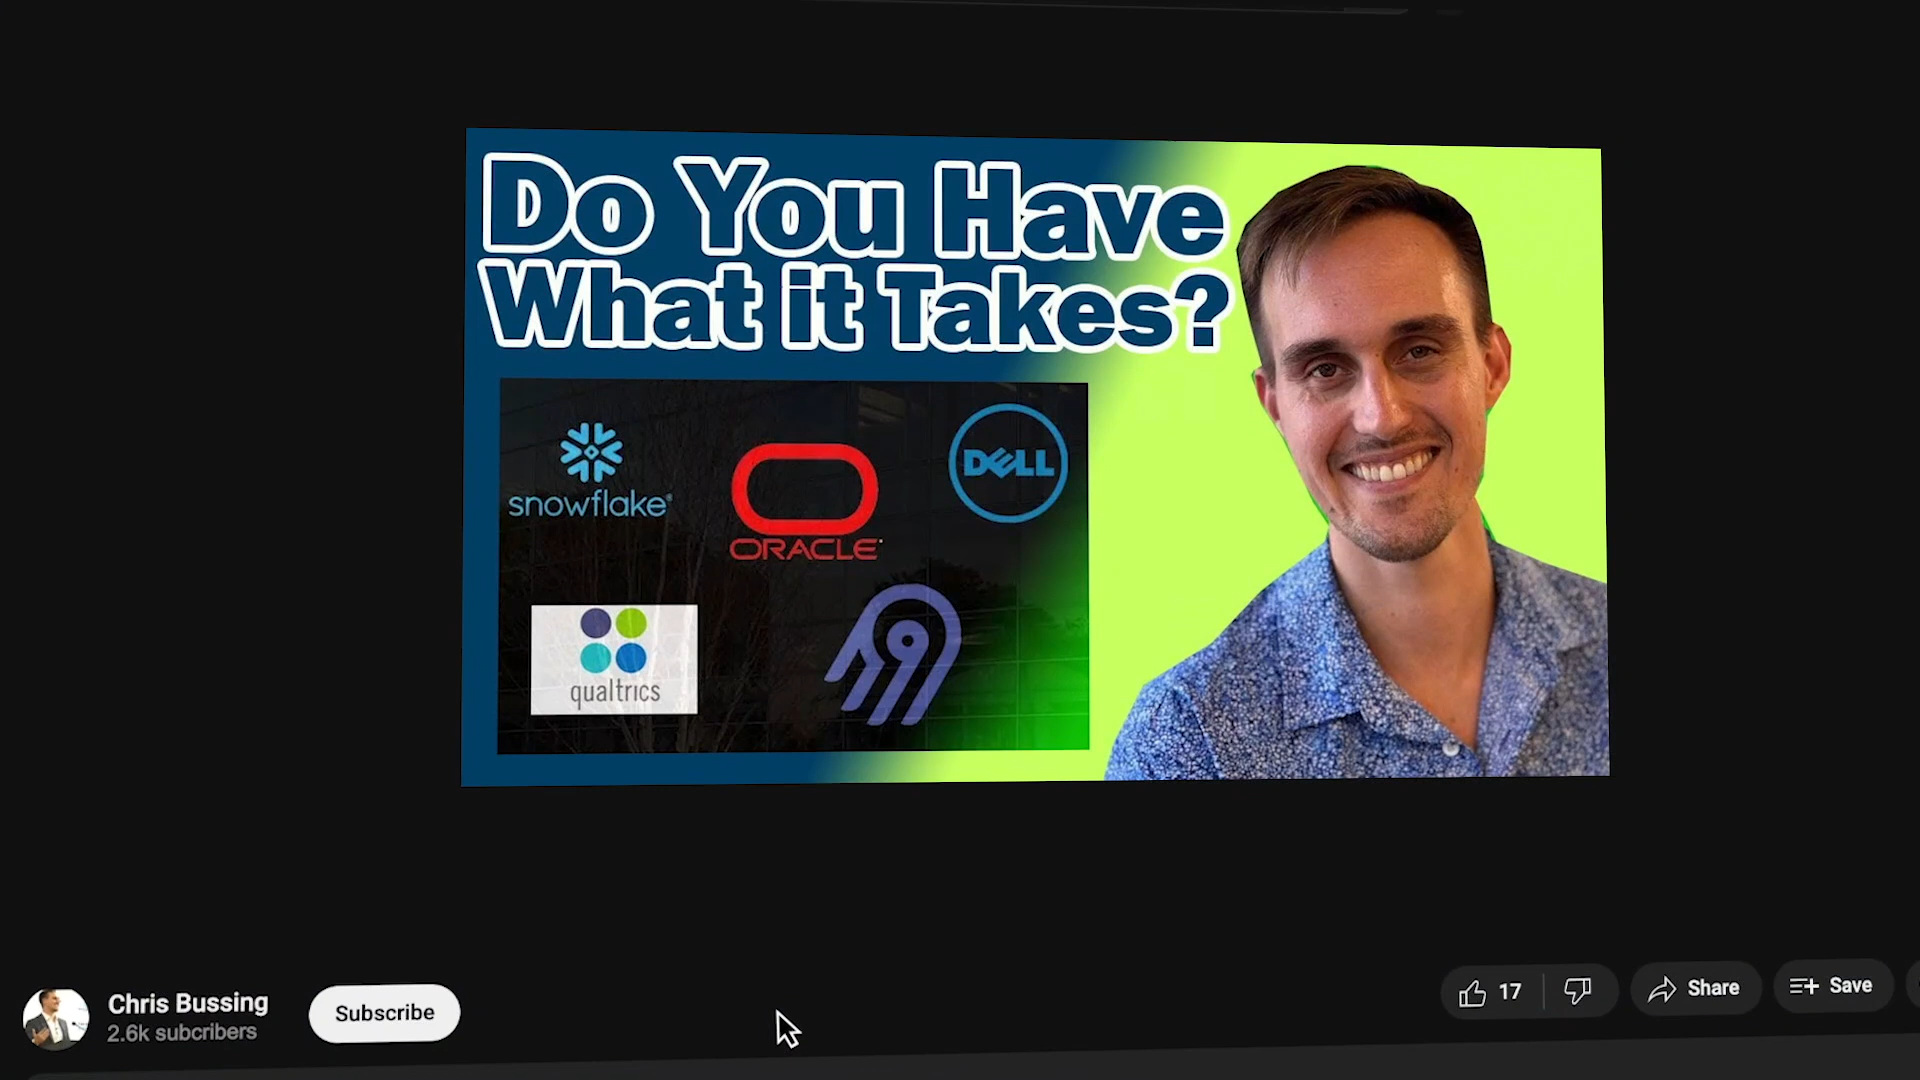 Do You Have
What it Takes?
snowflake®
ORACLE
DELL
qualtrics
Chris Bussing
2.6k subcribers
Subscribe
17
Share
Save